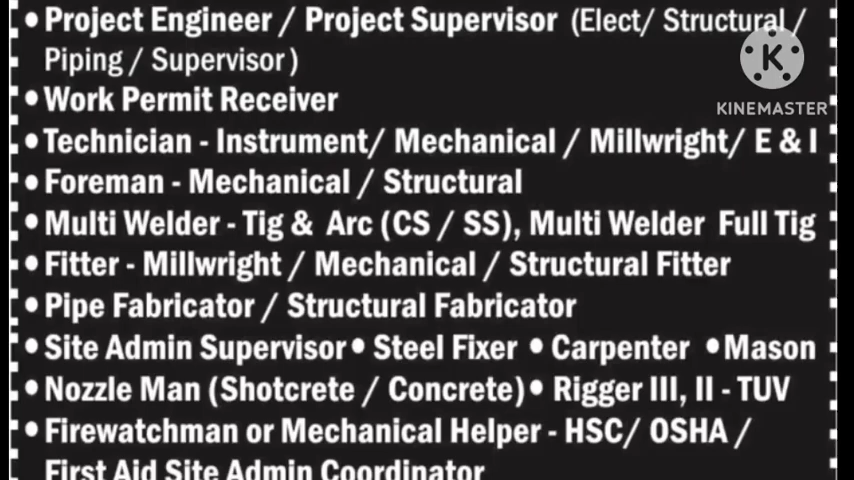 • Project Engineer / Project Supervisor (Elect/ Structural /
Piping / Supervisor)
K
KINEMASTER
• Work Permit Receiver
• Technician - Instrument/ Mechanical / Millwright/ E & I
• Foreman - Mechanical / Structural
• Multi Welder - Tig & Arc (CS / SS), Multi Welder Full Tig
• Fitter - Millwright / Mechanical / Structural Fitter
• Pipe Fabricator / Structural Fabricator
• Site Admin Supervisor • Steel Fixer • Carpenter • Mason
• Nozzle Man (Shotcrete / Concrete) • Rigger III, II - TUV
• Firewatchman or Mechanical Helper - HSC/ OSHA /
First Aid Site Admin Coordinator